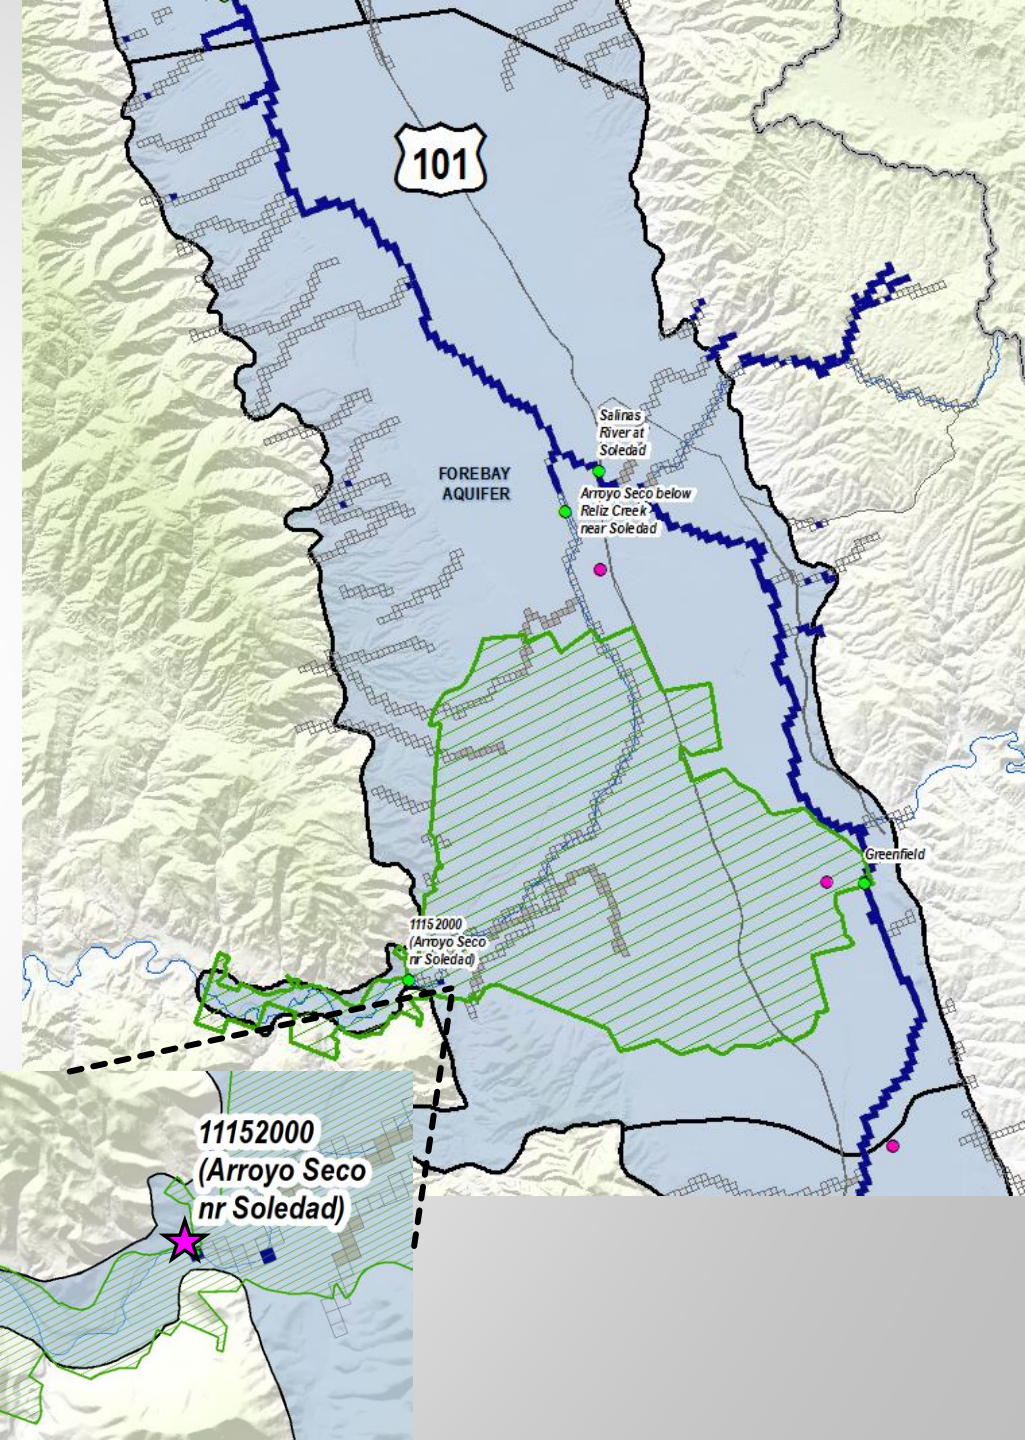 101
Salinas
River at
Soledad
FOREBAY
AQUIFER
Arroyo Seco below
Reliz Creek
near Soledad
Greenfield
11152000
(Arroyo Seco
nr Soledad)
11152000
(Arroyo Seco
nr Soledad)